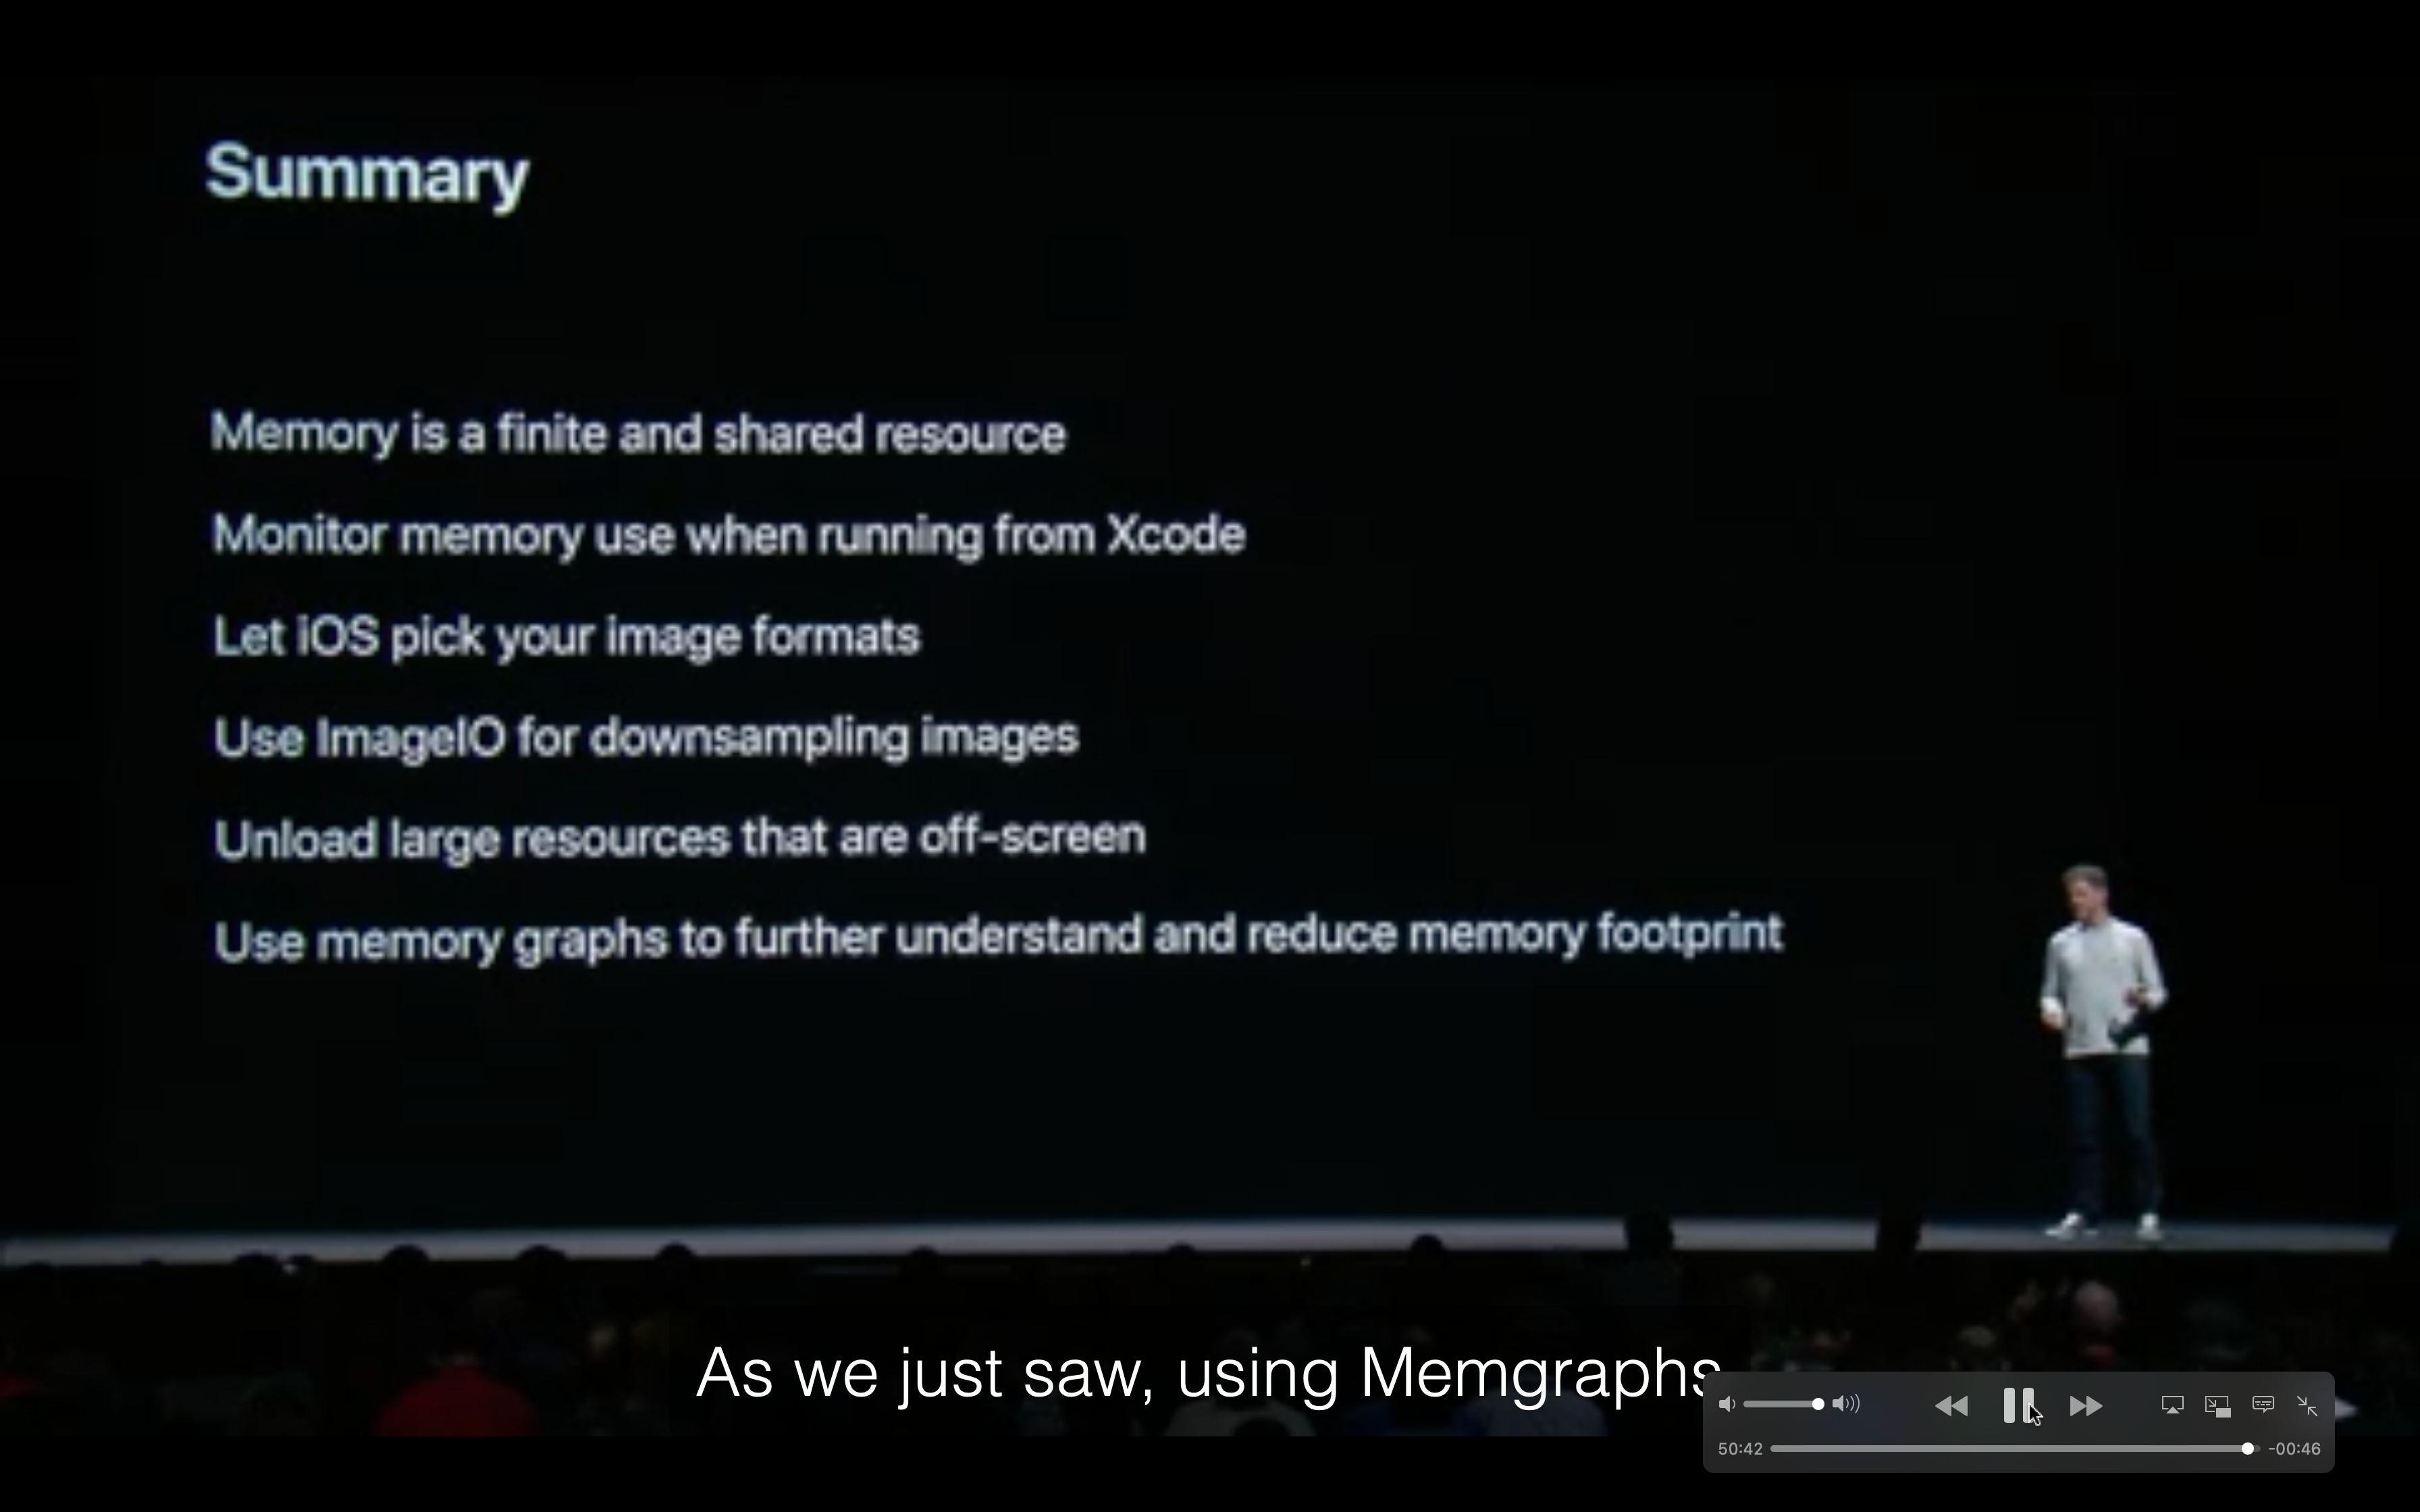 Summary
Memory is a finite and shared resource
Monitor memory use when running from Xcode
Let iOS pick your image formats
Use ImageIO for downsampling images
Unload large resources that are off-screen
Use memory graphs to further understand and reduce memory footprint
As we just saw, using Memgraphs
50:42
-00:46